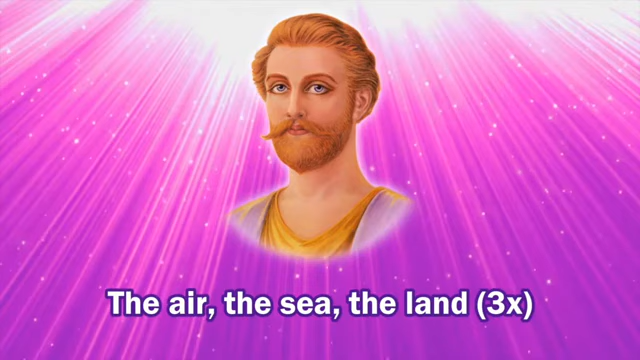 The air, the sea, the land (3x)